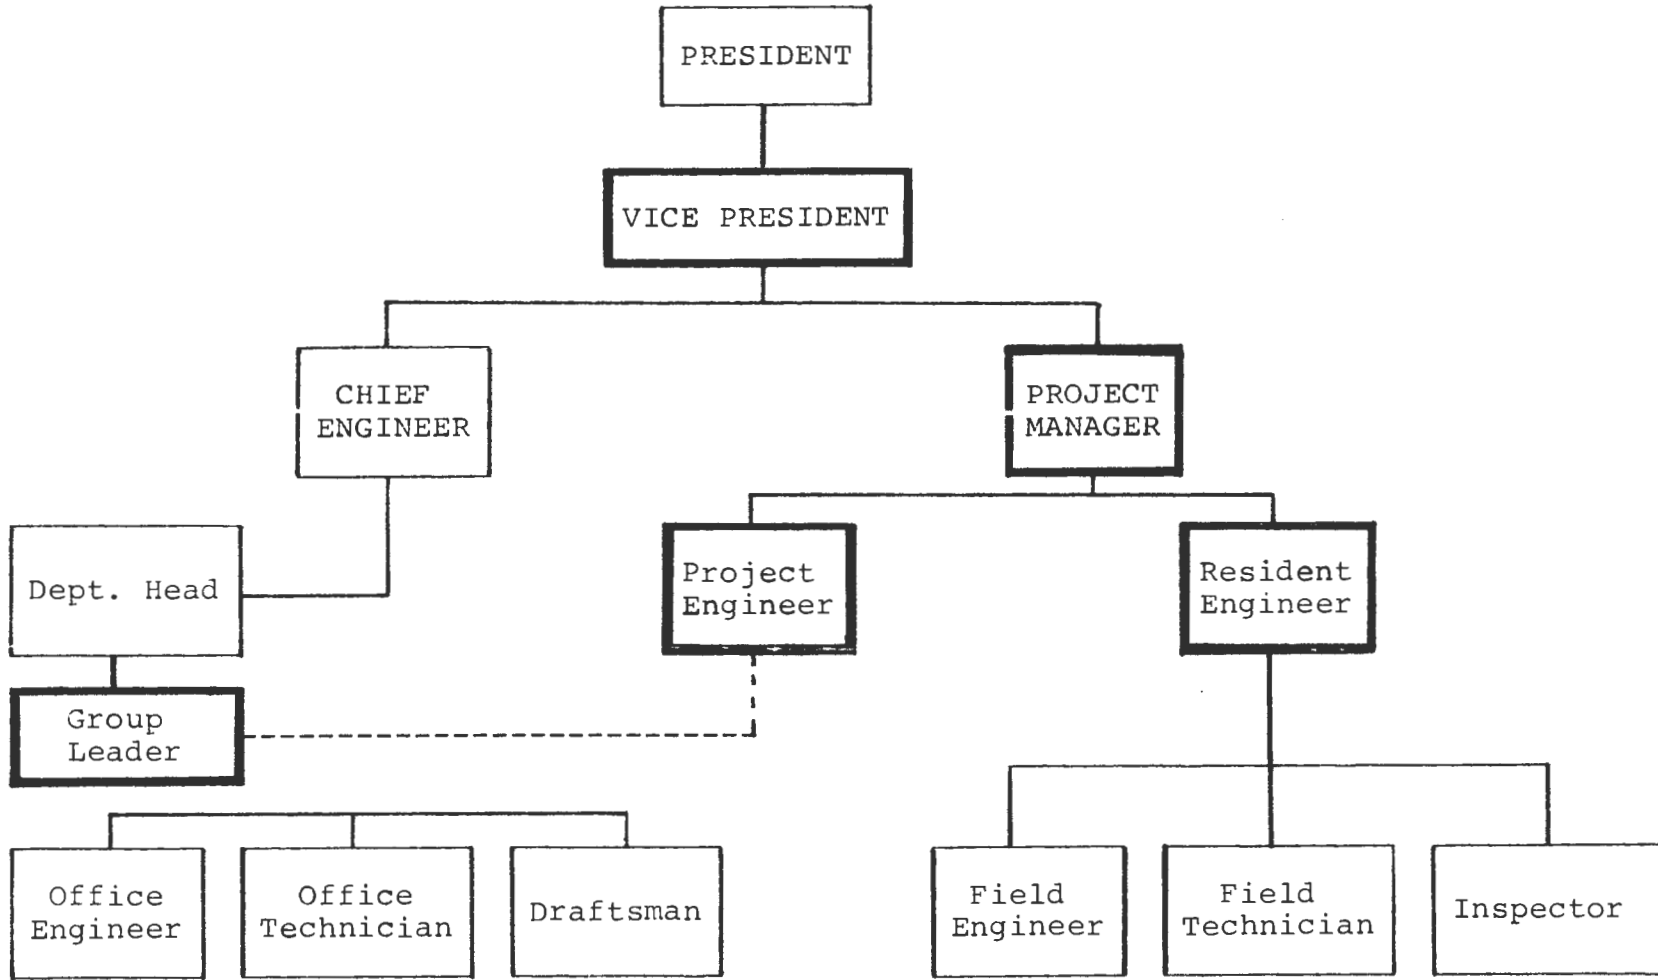 PRESIDENT
VICE PRESIDENT
CHIEF
ENGINEER
PROJECT
MANAGER
Dept. Head
Project
Engineer
Resident
Engineer
Group
Leader
Office
Engineer
Office
Technician
Draftsman
Field
Engineer
Field
Technician
Inspector